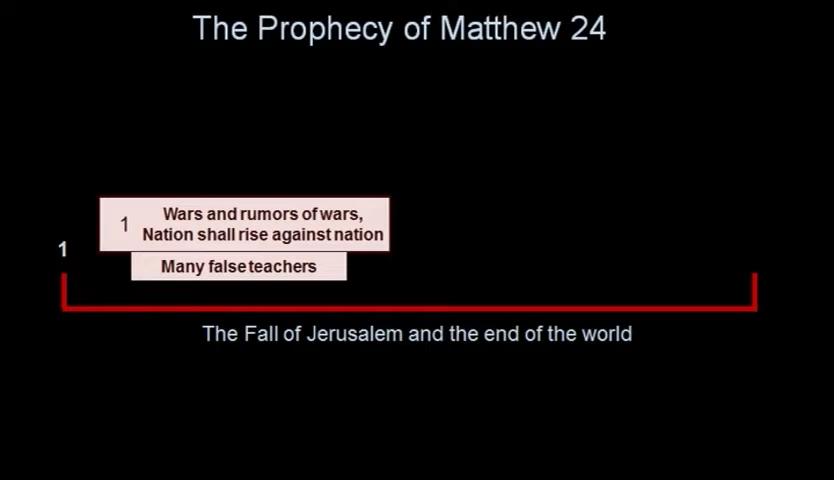 The Prophecy of Matthew 24
1 Wars and rumors of wars,
Nation shall rise against nation
1
Many false teachers
The Fall of Jerusalem and the end of the world